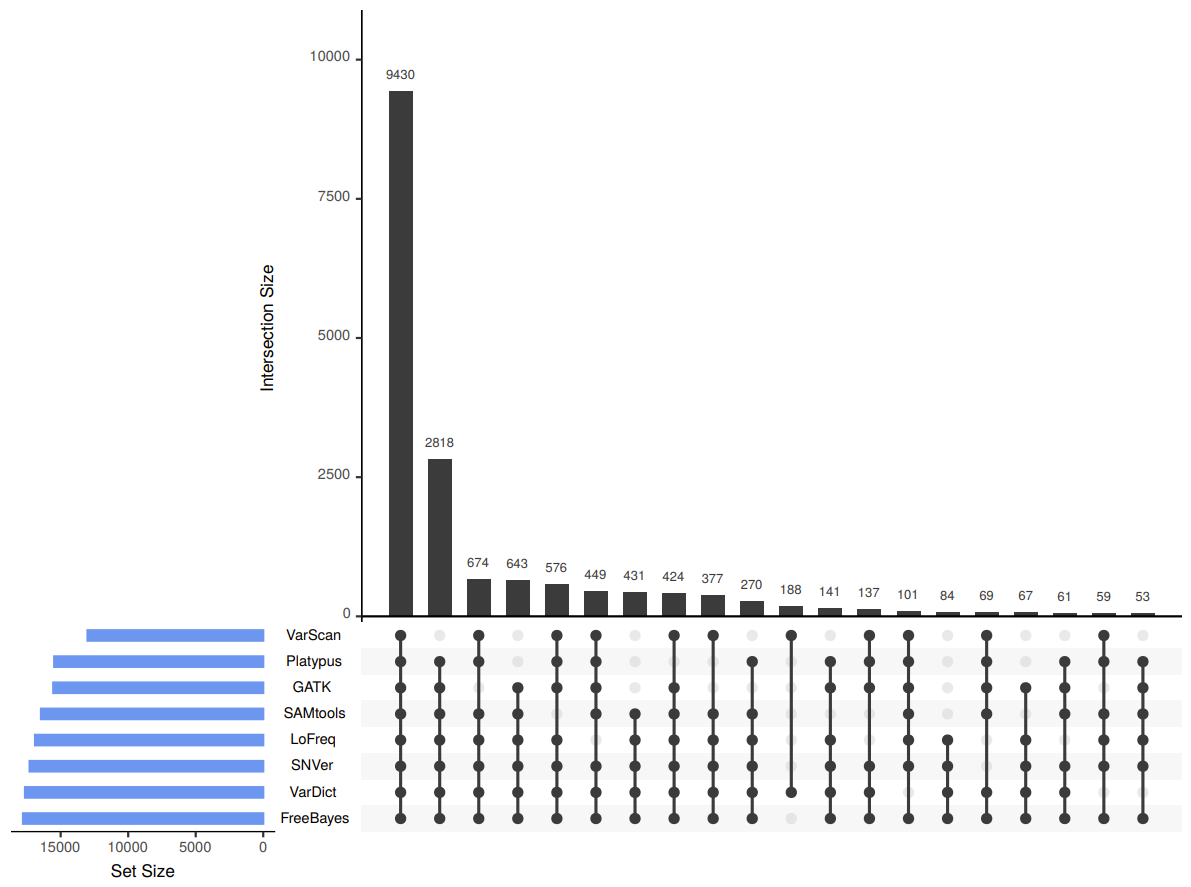 10000
7500
5000
2500
0
Intersection Size
9430
2818
674
643
576
449
431
424
377
270
188
141
137
101
84
69
67
61
59
53
VarScan
Platypus
GATK
SAMtools
LoFreq
SNVer
VarDict
FreeBayes
15000 10000 5000 0
Set Size